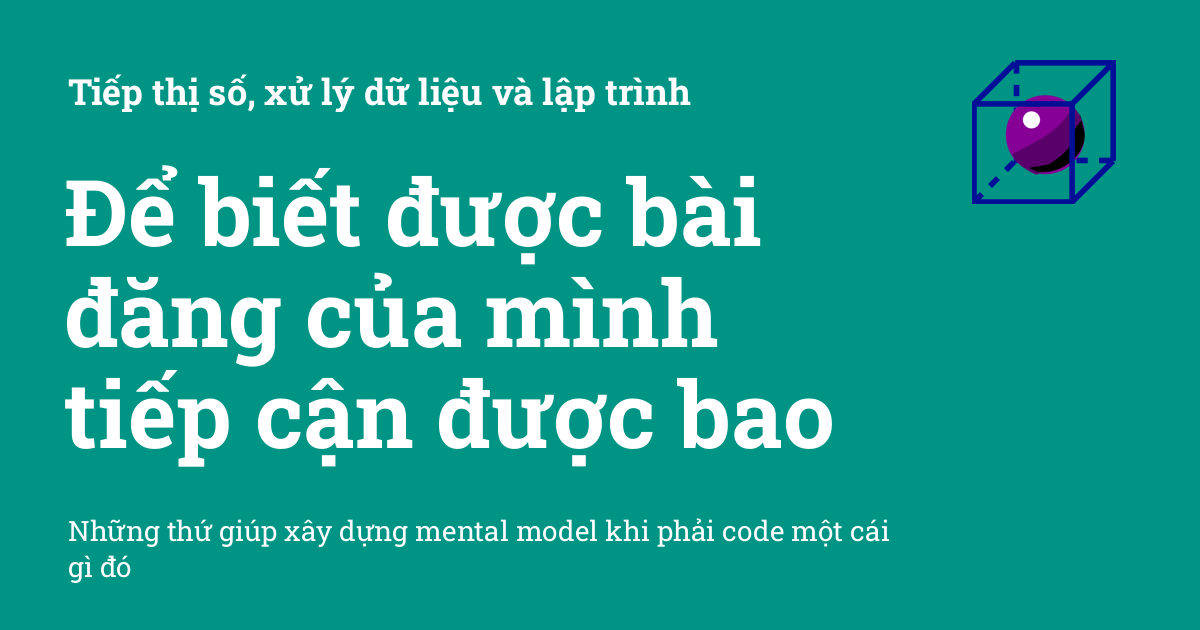 Tiếp thị số, xử lý dữ liệu và lập trình
Để biết được bài
đăng của mình
tiếp cận được bao
Những thứ giúp xây dựng mental model khi phải code một cái
gì đó